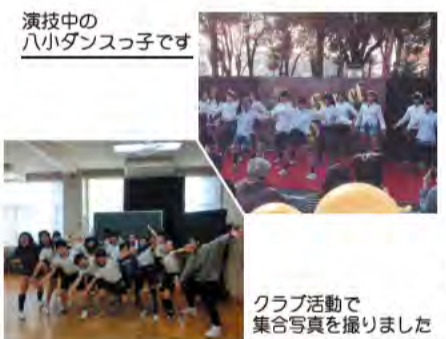 演技中の
八小ダンスっ子です
クラブ活動で
集合写真を撮りました